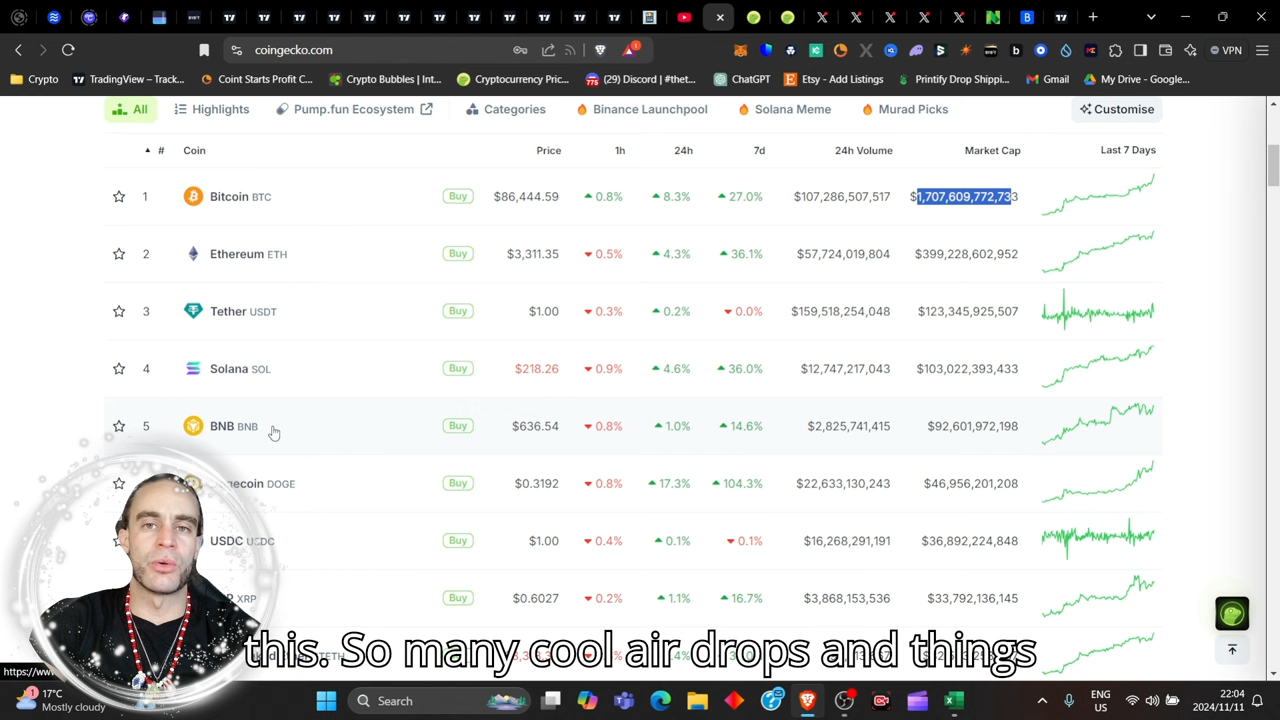 coingecko.com
1
VPN
Crypto
TradingView – Track...
Coint Starts Profit C...
Crypto Bubbles | Int...
Cryptocurrency Pric...
(29) Discord | #thet...
ChatGPT
Etsy - Add Listings
Printify Drop Shippi...
Gmail
My Drive - Google...
All Highlights Pump.fun Ecosystem Categories Binance Launchpool Solana Meme Murad Picks Customise
# Coin Price 1h 24h 7d 24h Volume Market Cap Last 7 Days
1 Bitcoin BTC Buy $86,444.59 0.8% 8.3% 27.0% $107,286,507,517 $1,707,609,772,733
2 Ethereum ETH Buy $3,311.35 0.5% 4.3% 36.1% $57,724,019,804 $399,228,602,952
3 Tether USDT Buy $1.00 0.3% 0.2% 0.0% $159,518,254,048 $123,345,925,507
4 Solana SOL Buy $218.26 0.9% 4.6% 36.0% $12,747,217,043 $103,022,393,433
5 BNB BNB Buy $636.54 0.8% 1.0% 14.6% $2,825,741,415 $92,601,972,198
DOGE Buy $0.3192 0.8% 17.3% 104.3% $22,633,130,243 $46,956,201,208
USDC USDC Buy $1.00 0.4% 0.1% 0.1% $16,268,291,191 $36,892,224,848
XRP Buy $0.6027 0.2% 1.1% 16.7% $3,868,153,536 $33,792,136,145
this. So many cool air drops and things
https://ww
1 17°C
Mostly cloudy
Search
ENG
US
22:04
2024/11/11